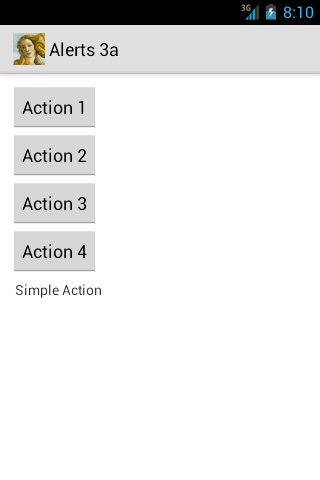 3G
8:10
Alerts 3a
Action 1
Action 2
Action 3
Action 4
Simple Action